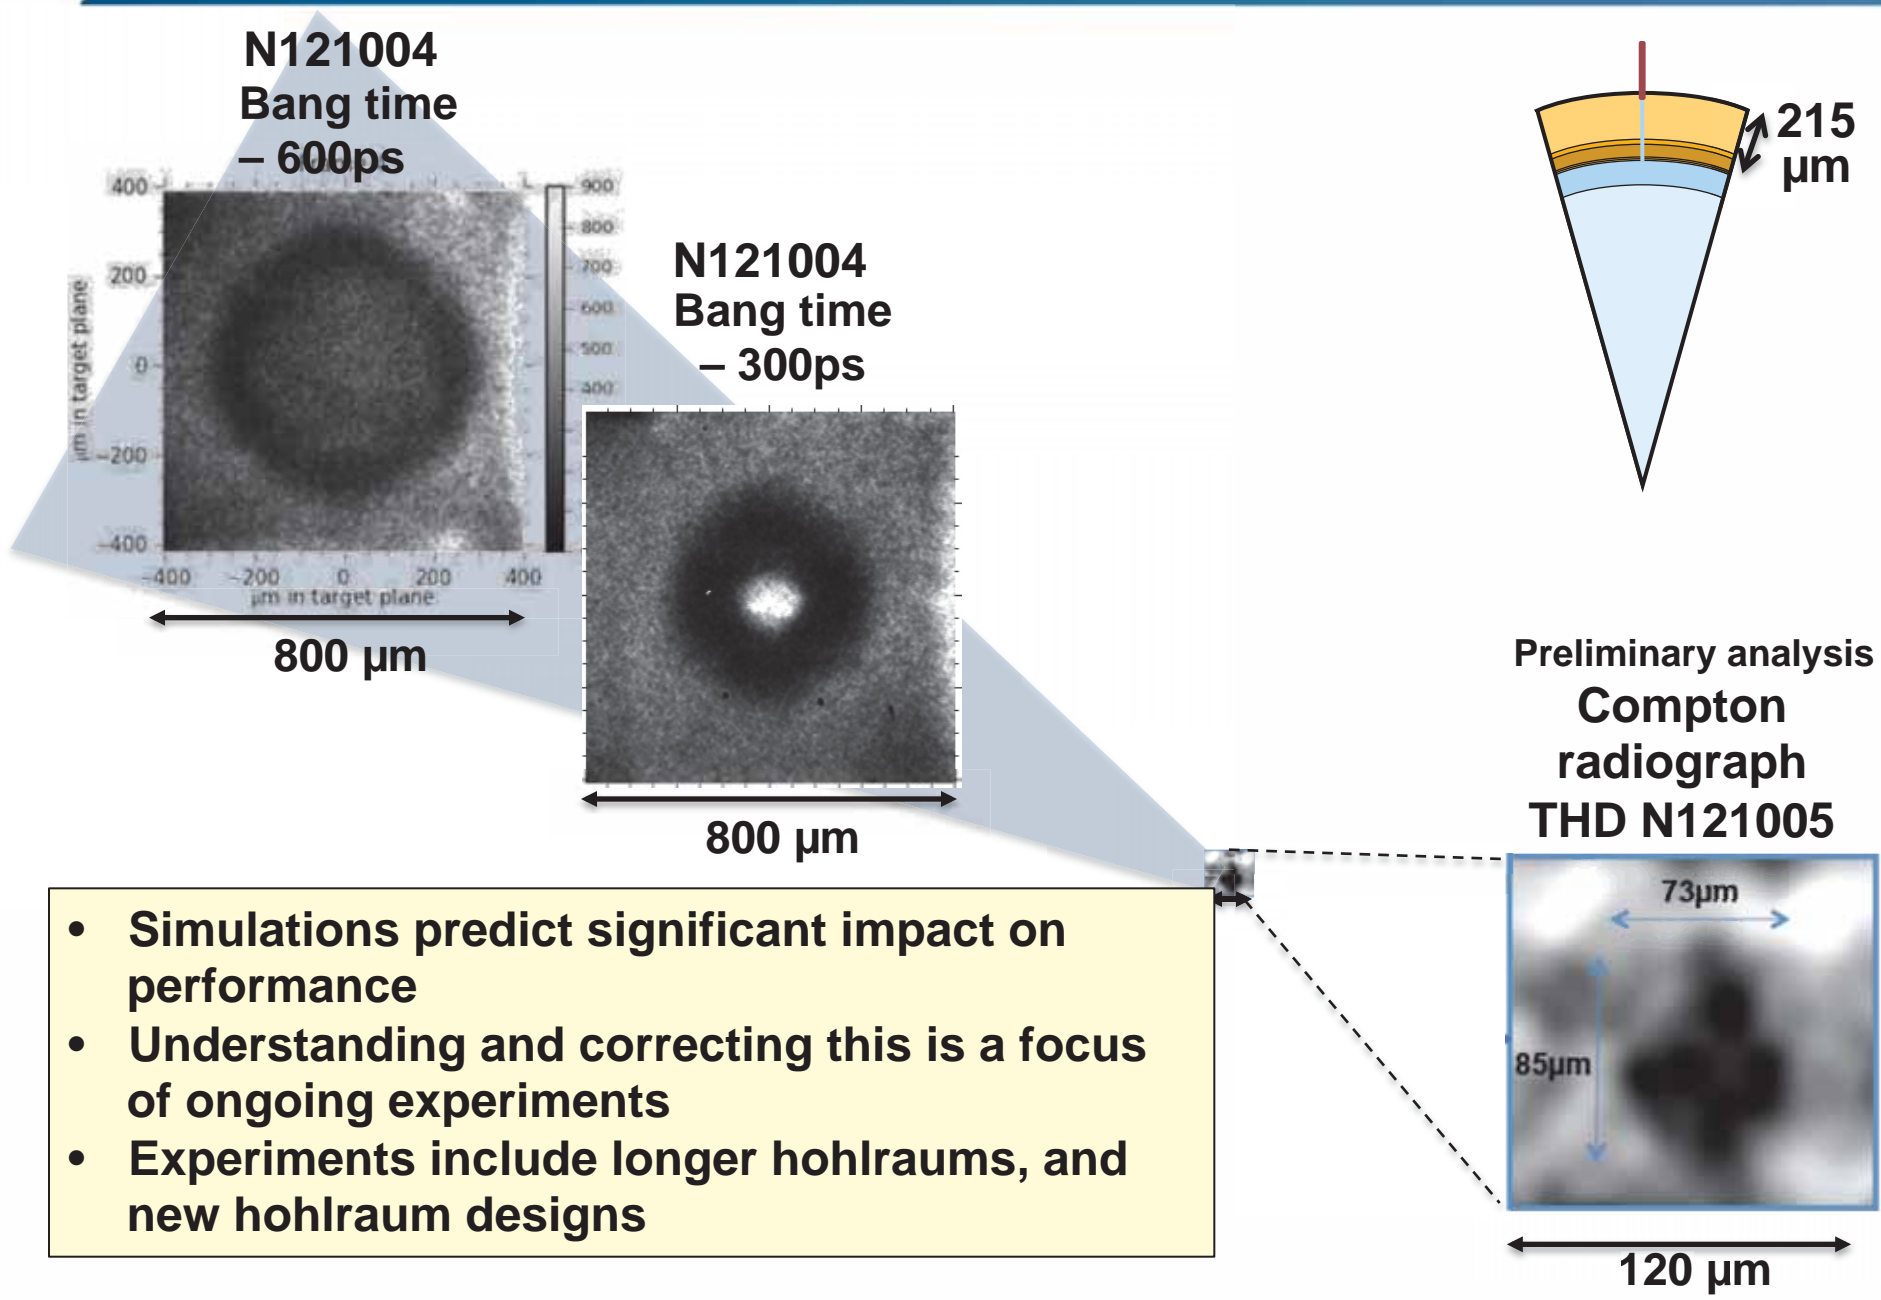 N121004
Bang time
– 600ps
400
200
0
–200
–400
µm in target plane
–400 –200 0 200 400
µm in target plane
900
800
700
600
500
800 µm
N121004
Bang time
– 300ps
800 µm
215
µm
Preliminary analysis
Compton
radiograph
THD N121005
73µm
85µm
120 µm
• Simulations predict significant impact on
performance
• Understanding and correcting this is a focus
of ongoing experiments
• Experiments include longer hohlraums, and
new hohlraum designs